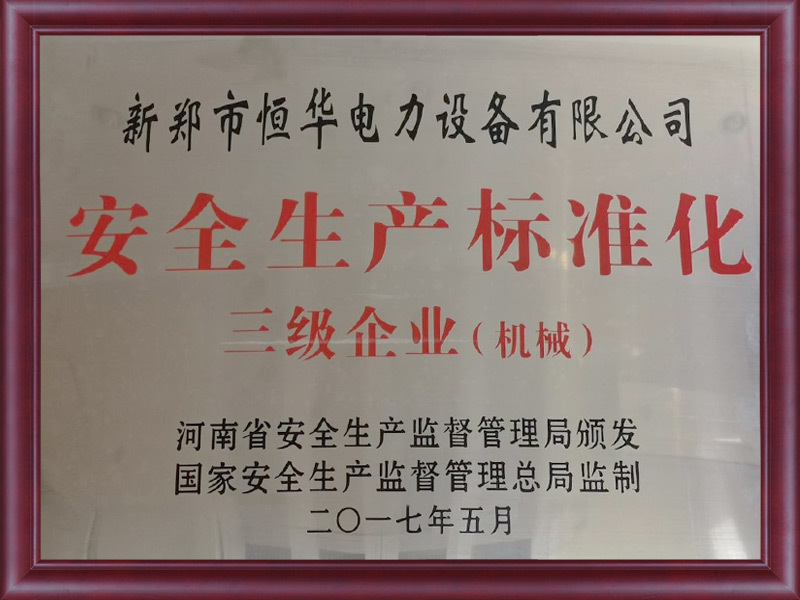 新郑市恒华电力设备有限公司
安全生产标准化
三级企业(机械)
河南省安全生产监督管理局颁发
国家安全生产监督管理总局监制
二〇一七年五月